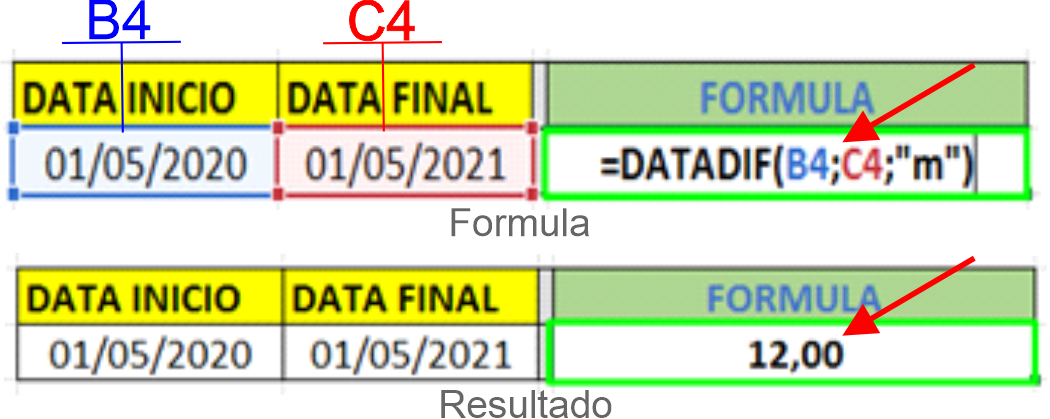 B4 C4
DATA INICIO DATA FINAL FORMULA
01/05/2020 01/05/2021 =DATADIF(B4;C4;"m")
Formula
DATA INICIO DATA FINAL FORMULA
01/05/2020 01/05/2021 12,00
Resultado